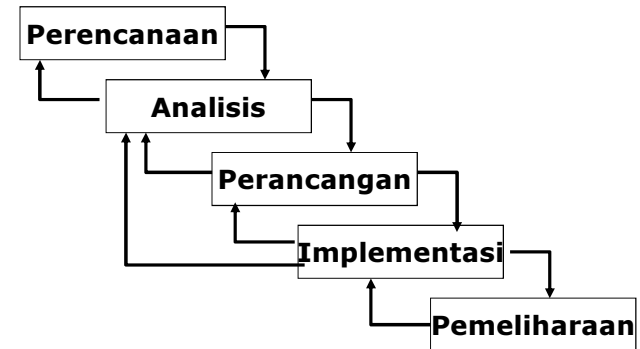 Perencanaan
Analisis
Perancangan
Implementasi
Pemeliharaan